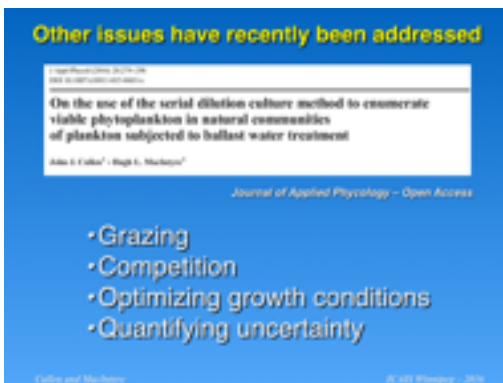 Other issues have recently been addressed
On the use of the serial dilution culture method to enumerate
viable phytoplankton in natural communities
of plankton subjected to ballast water treatment
John J. Cullen · Hugh L. MacIntyre
Journal of Applied Phycology – Open Access
•Grazing
•Competition
•Optimizing growth conditions
•Quantifying uncertainty
Cullen and MacIntyre
ICAIS Winnipeg - 2016